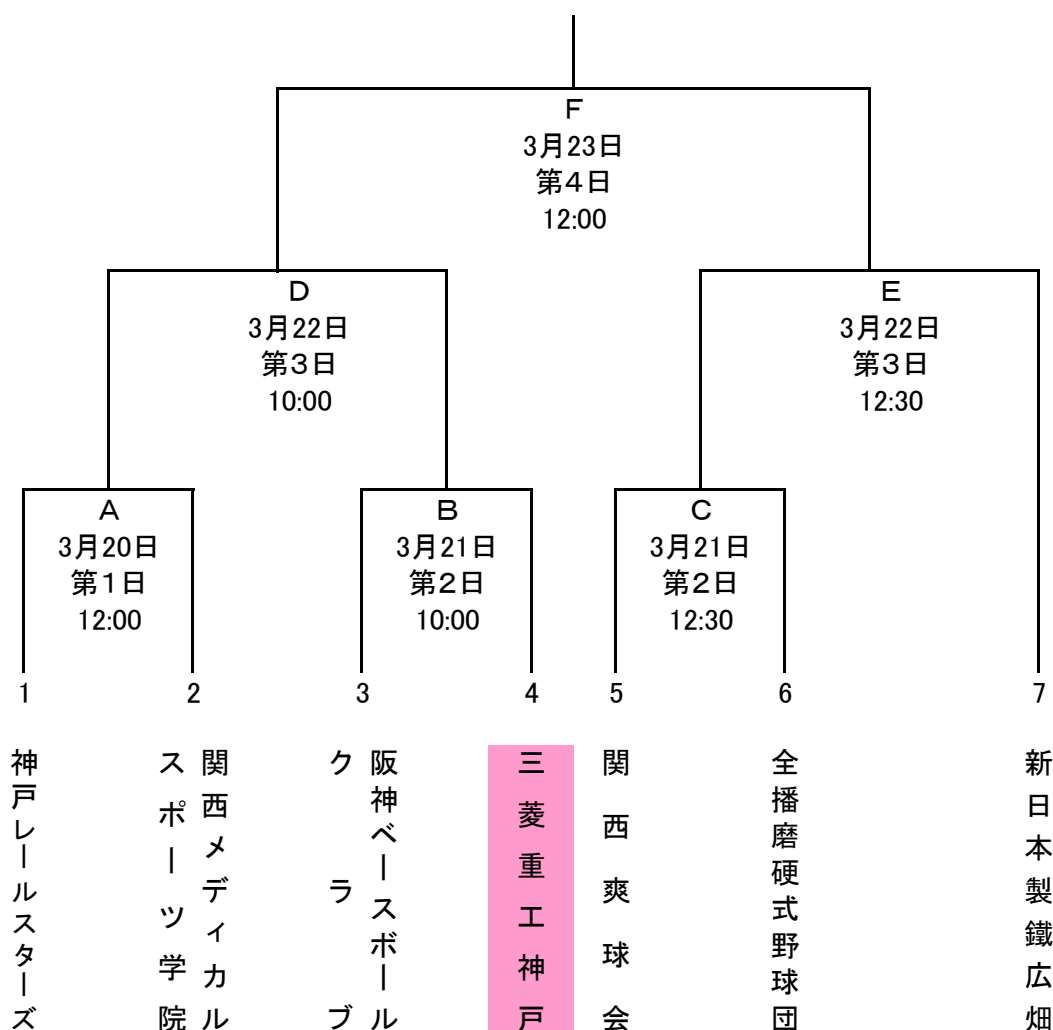 F
3月23日
第4日
12:00
D
3月22日
第3日
10:00
E
3月22日
第3日
12:30
A
3月20日
第1日
12:00
B
3月21日
第2日
10:00
C
3月21日
第2日
12:30
1
2
3
4
5
6
7
神戸レールスターズ
関西メディカル
スポーツ学院
阪神ベースボール
クラブ
三菱重工神戸
関西爽球会
全播磨硬式野球団
新日本製鐵広畑